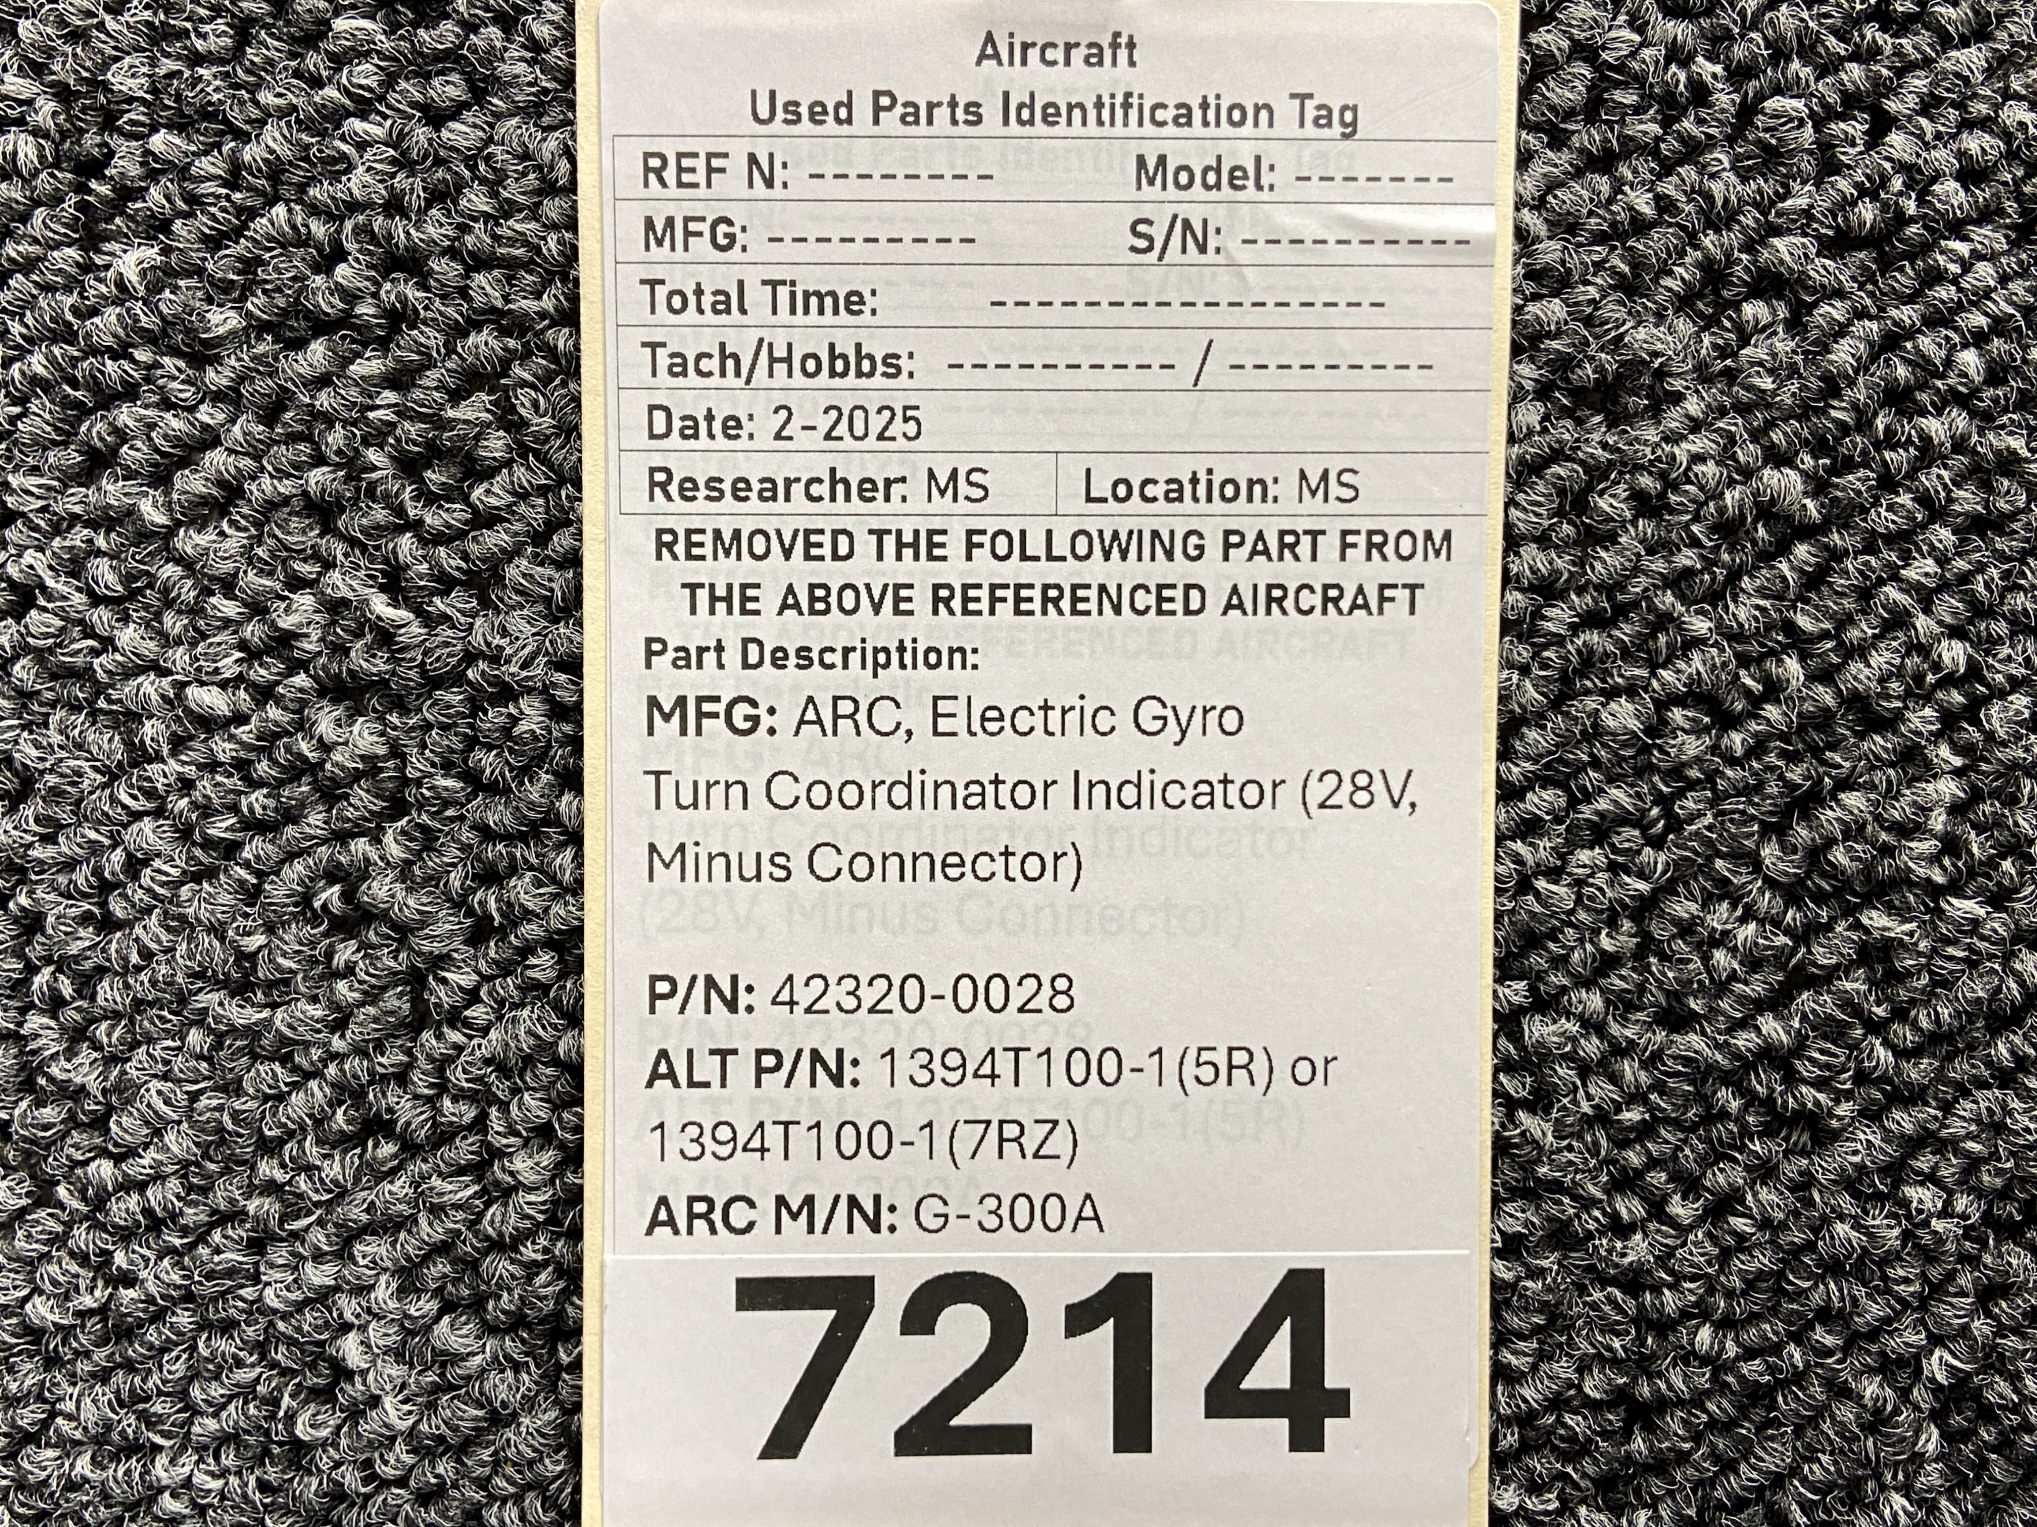 Aircraft
Used Parts Identification Tag
REF N: -------- Model: -------
MFG: --------- S/N: ----------
Total Time: -----------------
Tach/Hobbs: ---------- / ---------
Date: 2-2025
Researcher: MS Location: MS
REMOVED THE FOLLOWING PART FROM
THE ABOVE REFERENCED AIRCRAFT
Part Description:
MFG: ARC, Electric Gyro
Turn Coordinator Indicator (28V,
Minus Connector)
P/N: 42320-0028
ALT P/N: 1394T100-1(5R) or
1394T100-1(7RZ)
ARC M/N: G-300A
7214